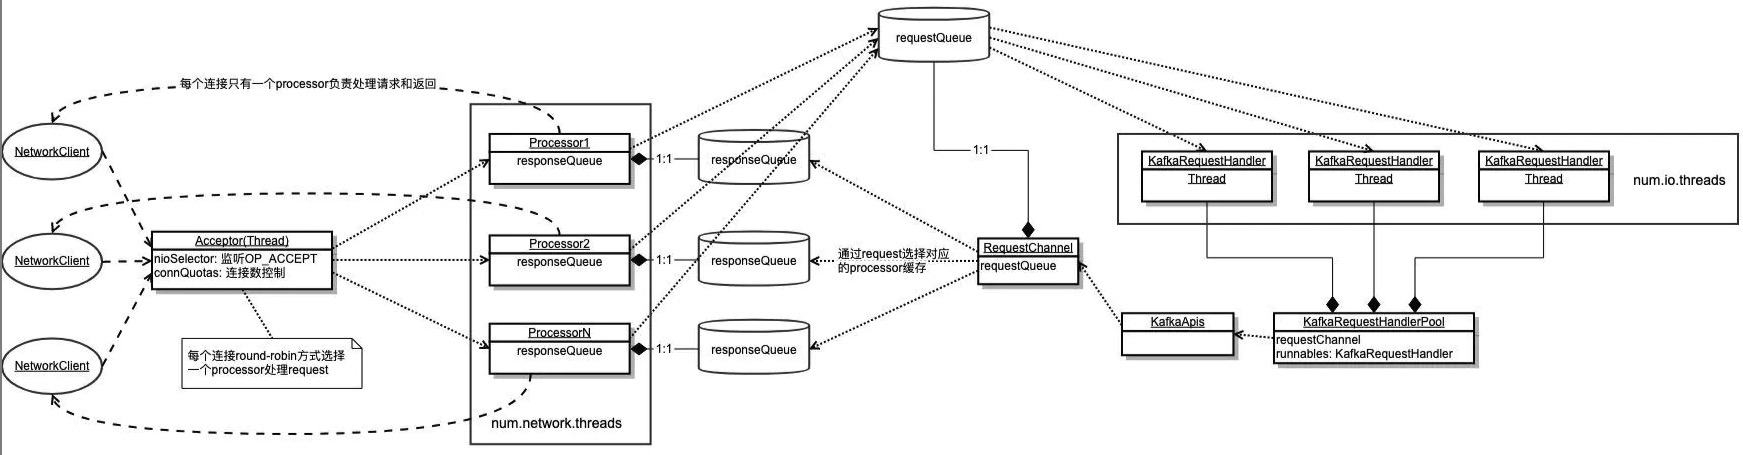 requestQueue
每个连接只有一个processor负责处理请求和返回
NetworkClient
NetworkClient
NetworkClient
Acceptor(Thread)
nioSelector: 监听OP_ACCEPT
connQuotas: 连接数控制
每个连接round-robin方式选择
一个processor处理request
Processor1
responseQueue
Processor2
responseQueue
ProcessorN
responseQueue
num.network.threads
1:1
responseQueue
1:1
responseQueue
1:1
responseQueue
通过request选择对应
的processor缓存
1:1
RequestChannel
requestQueue
KafkaRequestHandler
Thread
KafkaRequestHandler
Thread
KafkaRequestHandler
Thread
num.io.threads
KafkaApis
KafkaRequestHandlerPool
requestChannel
runnables: KafkaRequestHandler